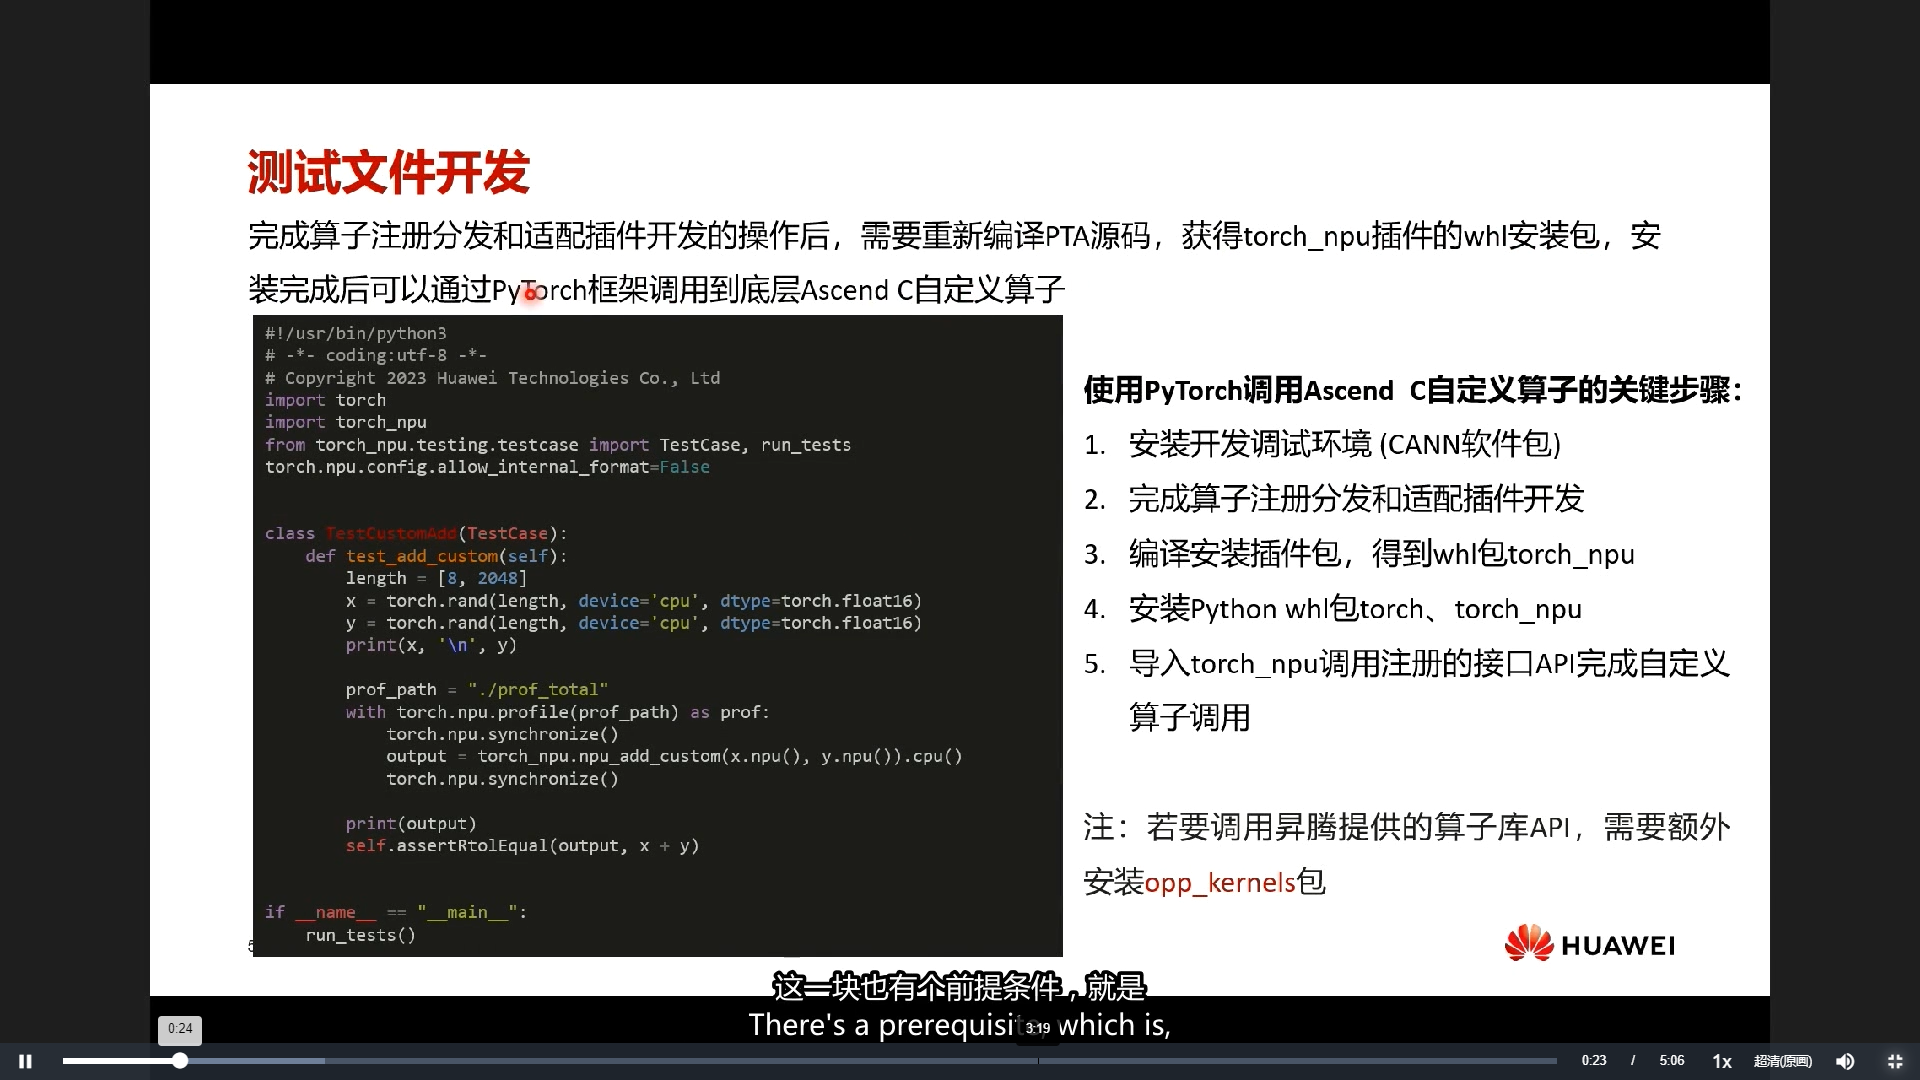 测试文件开发
完成算子注册分发和适配插件开发的操作后，需要重新编译PTA源码，获得torch_npu插件的whl安装包，安
装完成后可以通过PyTorch框架调用到底层Ascend C自定义算子
#!/usr/bin/python3
# -*- coding:utf-8 -*-
# Copyright 2023 Huawei Technologies Co., Ltd
import torch
import torch_npu
from torch_npu.testing.testcase import TestCase, run_tests
torch.npu.config.allow_internal_format=False
class TestCustomAdd(TestCase):
def test_add_custom(self):
length = [8, 2048]
x = torch.rand(length, device='cpu', dtype=torch.float16)
y = torch.rand(length, device='cpu', dtype=torch.float16)
print(x, '\n', y)
prof_path = "./prof_total"
with torch.npu.profile(prof_path) as prof:
torch.npu.synchronize()
output = torch_npu.npu_add_custom(x.npu(), y.npu()).cpu()
torch.npu.synchronize()
print(output)
self.assertRtolEqual(output, x + y)
if __name__ == "__main__":
run_tests()
使用PyTorch调用Ascend C自定义算子的关键步骤：
1. 安装开发调试环境 (CANN软件包)
2. 完成算子注册分发和适配插件开发
3. 编译安装插件包，得到whl包torch_npu
4. 安装Python whl包torch、torch_npu
5. 导入torch_npu调用注册的接口API完成自定义
算子调用
注：若要调用昇腾提供的算子库API，需要额外
安装opp_kernels包
HUAWEI
这一块也有个前提条件，就是
There's a prerequisite, which is,
3:19
0:24
0:23 / 5:06 1x 超清(原画)